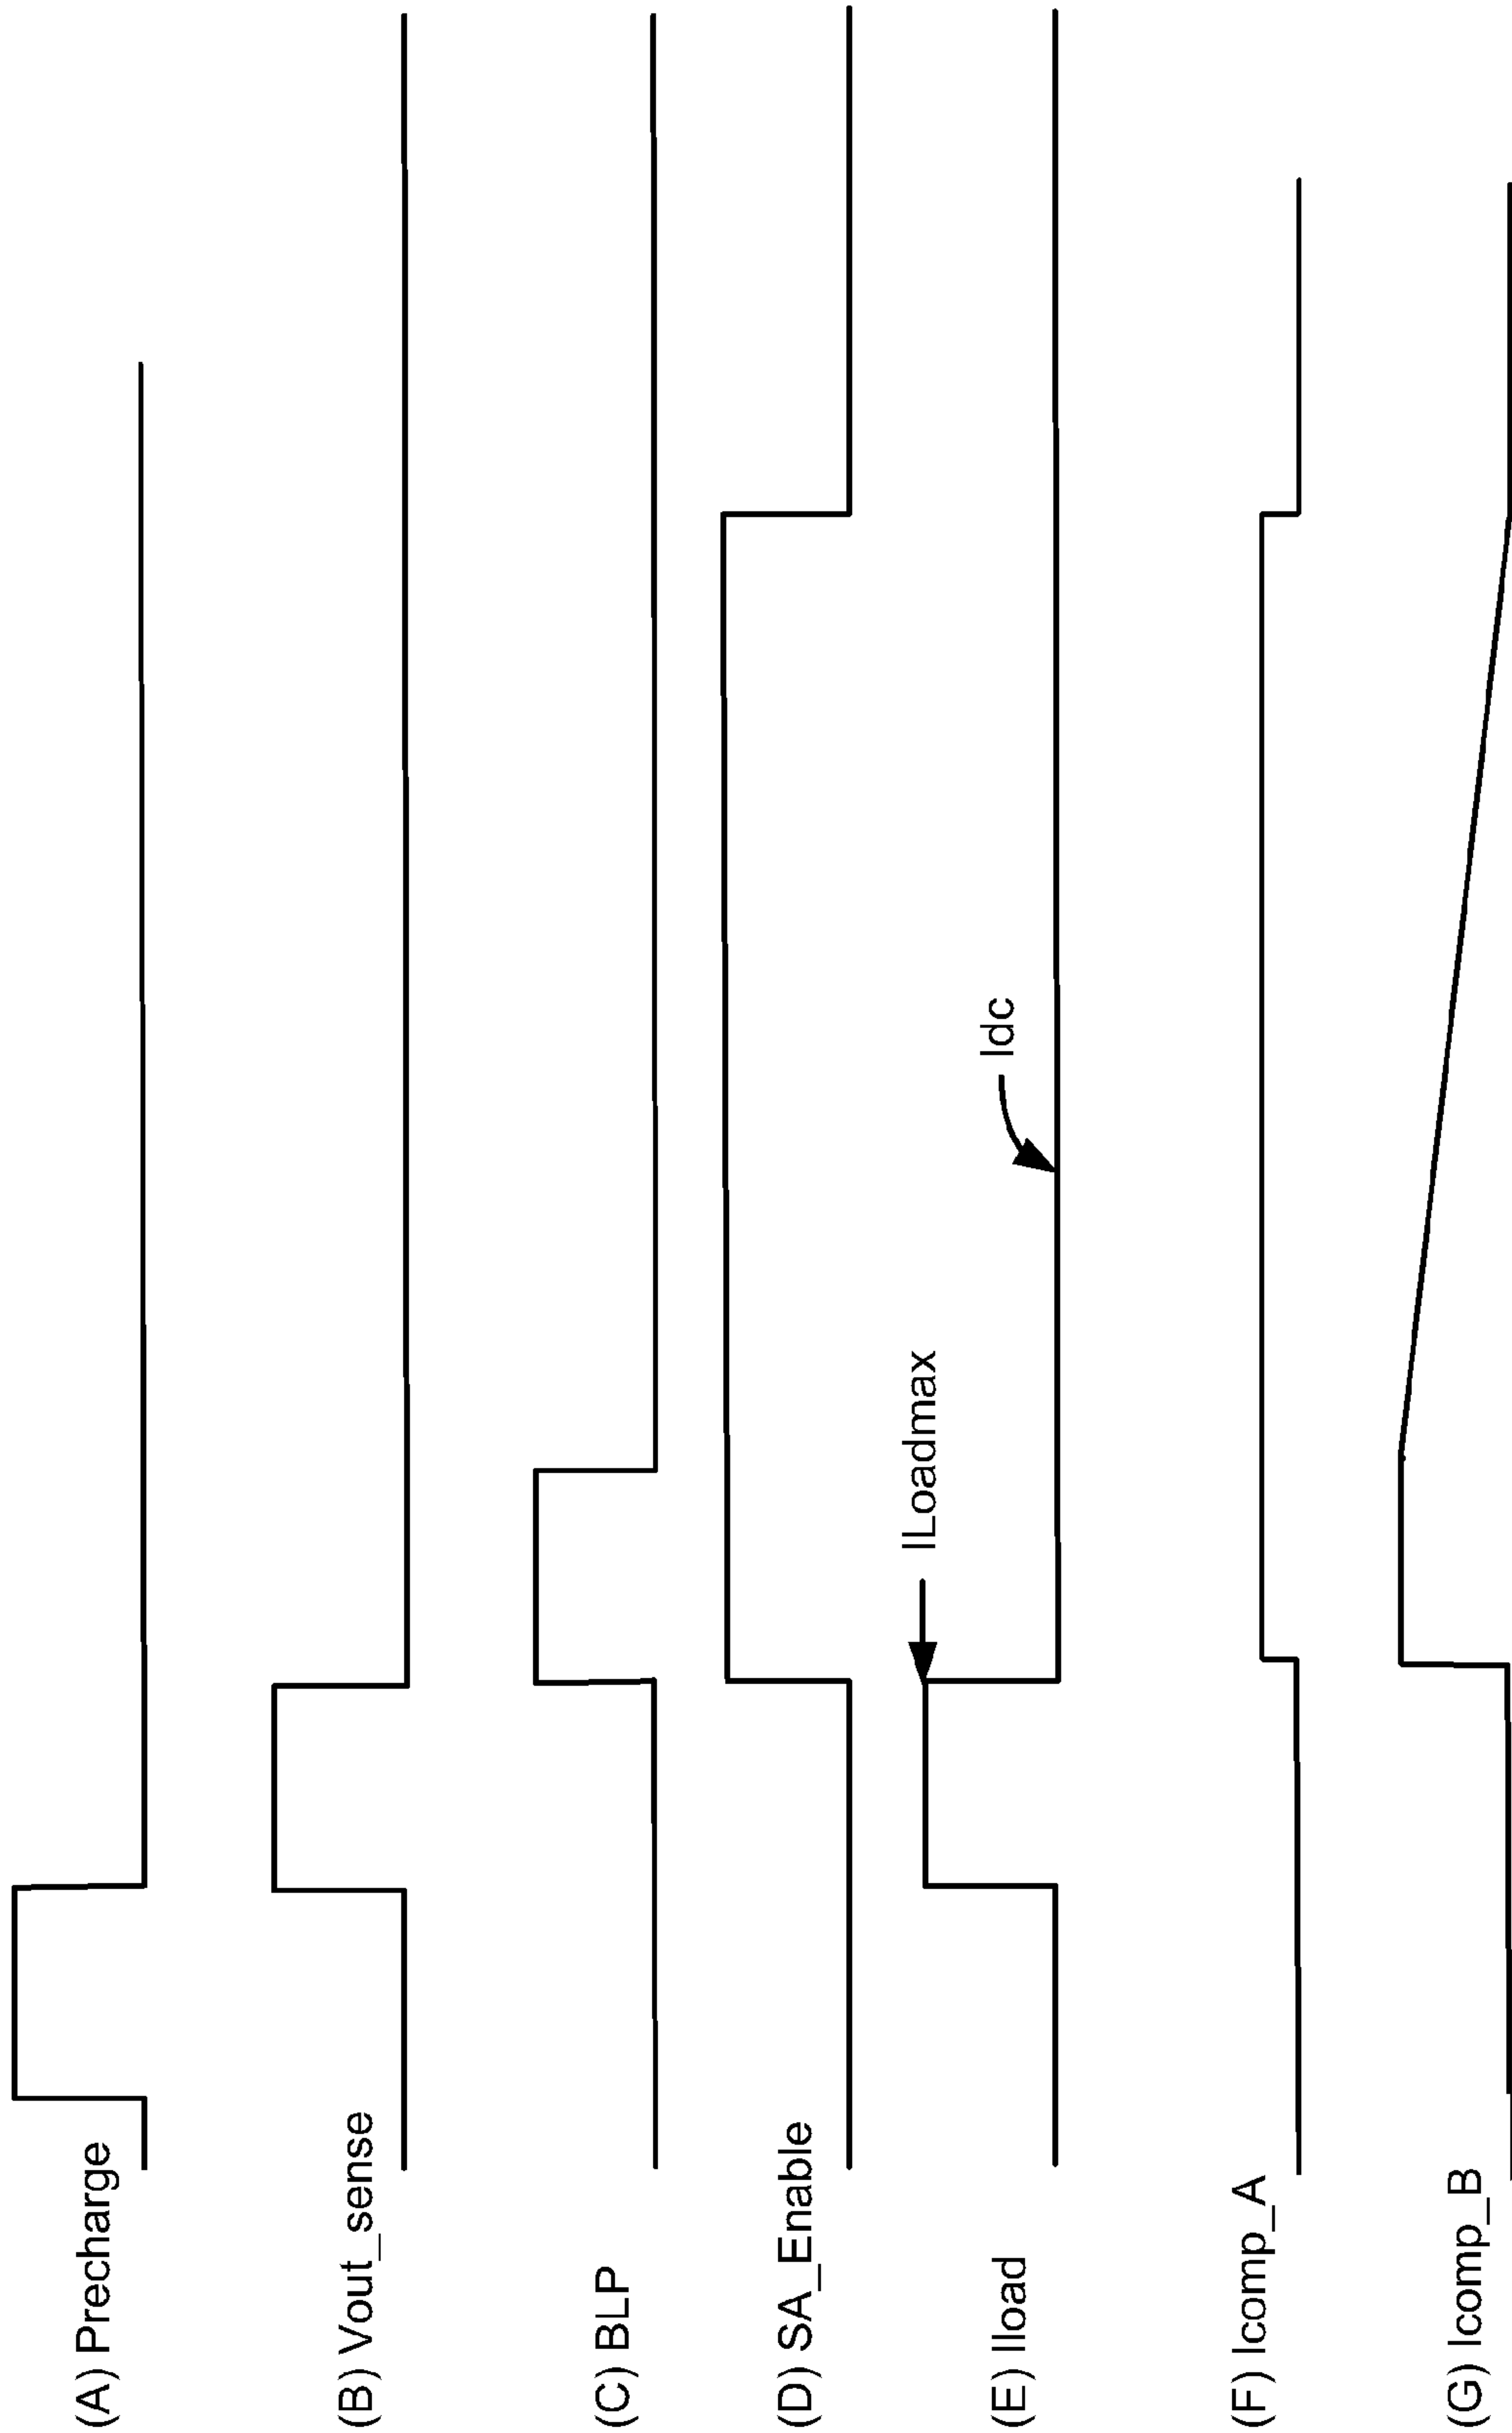 (A) Precharge
(B) Vout_sense
(C) BLP
(D) SA_Enable
ILoadmax
(E) Iload
Idc
(F) Icomp_A
(G) Icomp_B